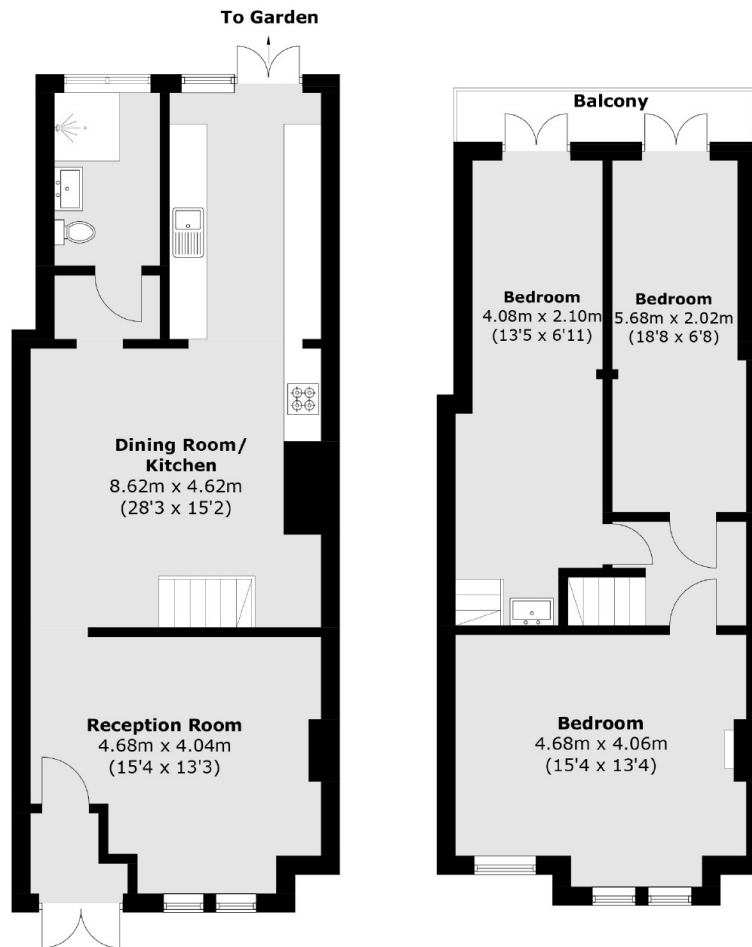 To Garden
Dining Room/
Kitchen
8.62m x 4.62m
(28'3 x 15'2)
Reception Room
4.68m x 4.04m
(15'4 x 13'3)
Balcony
Bedroom
4.08m x 2.10m
(13'5 x 6'11)
Bedroom
5.68m x 2.02m
(18'8 x 6'8)
Bedroom
4.68m x 4.06m
(15'4 x 13'4)